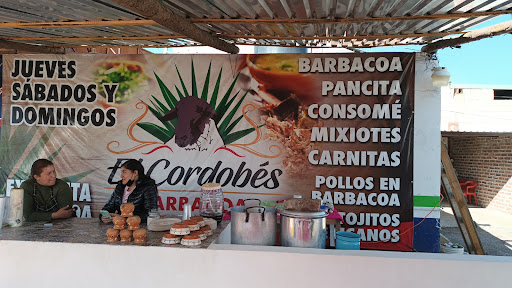 JUEVES
SÁBADOS Y
DOMINGOS
El Cordobés
BARBACOA
PANCITA
CONSOMÉ
MIXIOTES
CARNITAS
POLLOS EN
BARBACOA